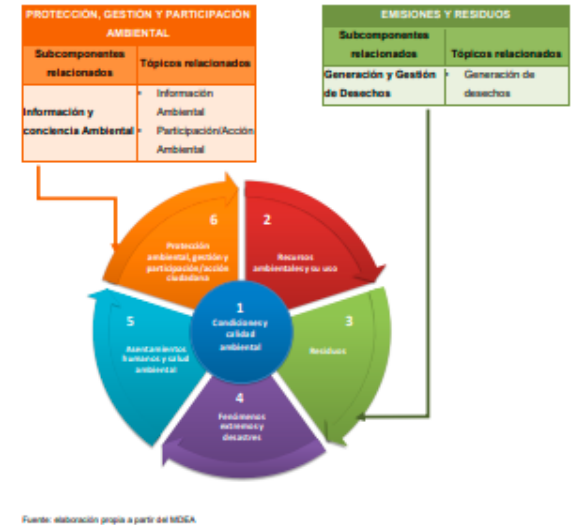 PROTECCIÓN, GESTIÓN Y PARTICIPACIÓN
AMBIENTAL
Subcomponentes
relacionados
Tópicos relacionados
Información y
conciencia Ambiental
• Información
Ambiental
• Participación/Acción
Ambiental
EMISIONES Y RESIDUOS
Subcomponentes
relacionados
Tópicos relacionados
Generación y Gestión
de Desechos
• Generación de
desechos
6
Protección
ambiental, gestión y
participación/acción
ciudadana
2
Recursos
ambientales y su uso
1
Condiciones y
calidad
ambiental
5
Asentamientos
humanos y salud
ambiental
3
Residuos
4
Fenómenos
extremos y
desastres
Fuente: elaboración propia a partir del MDEA